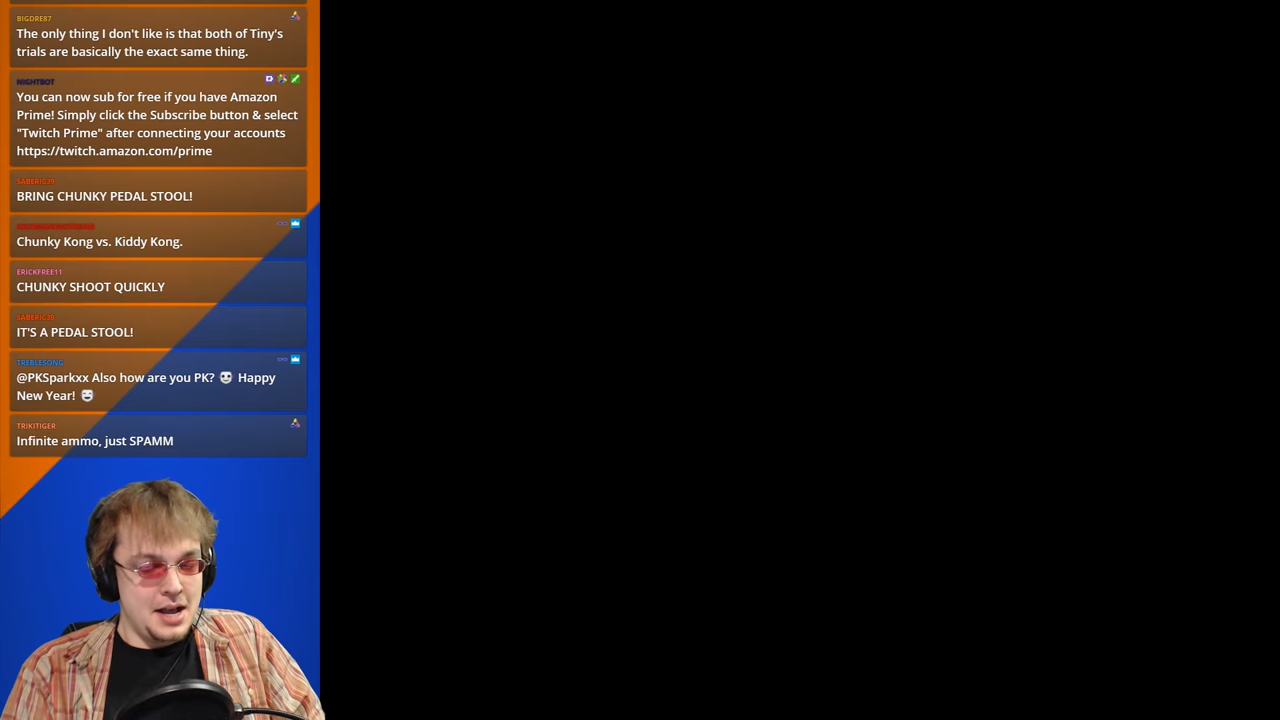 BIGDRE87
The only thing I don't like is that both of Tiny's
trials are basically the exact same thing.
NIGHTBOT
You can now sub for free if you have Amazon
Prime! Simply click the Subscribe button & select
"Twitch Prime" after connecting your accounts
https://twitch.amazon.com/prime
BRING CHUNKY PEDAL STOOL!
Chunky Kong vs. Kiddy Kong.
ERICKFREE11
CHUNKY SHOOT QUICKLY
IT'S A PEDAL STOOL!
TREBLESONG
@PKSparkxx Also how are you PK? Happy
New Year!
TRIKITIGER
Infinite ammo, just SPAMM